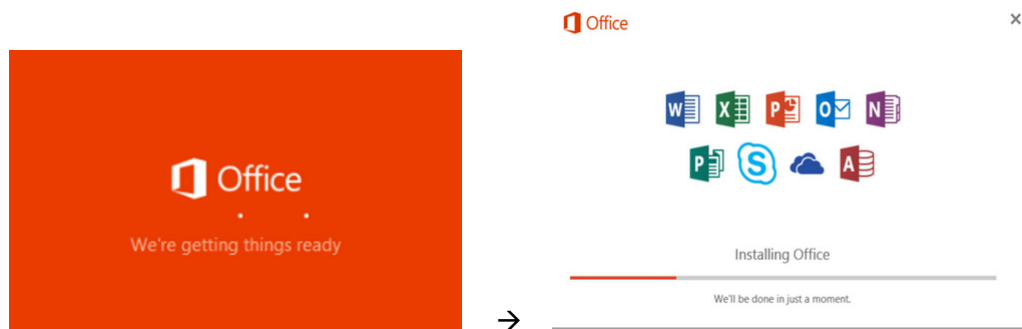 Office
We're getting things ready
→
Office
W X P O N
P S A
Installing Office
We'll be done in just a moment.